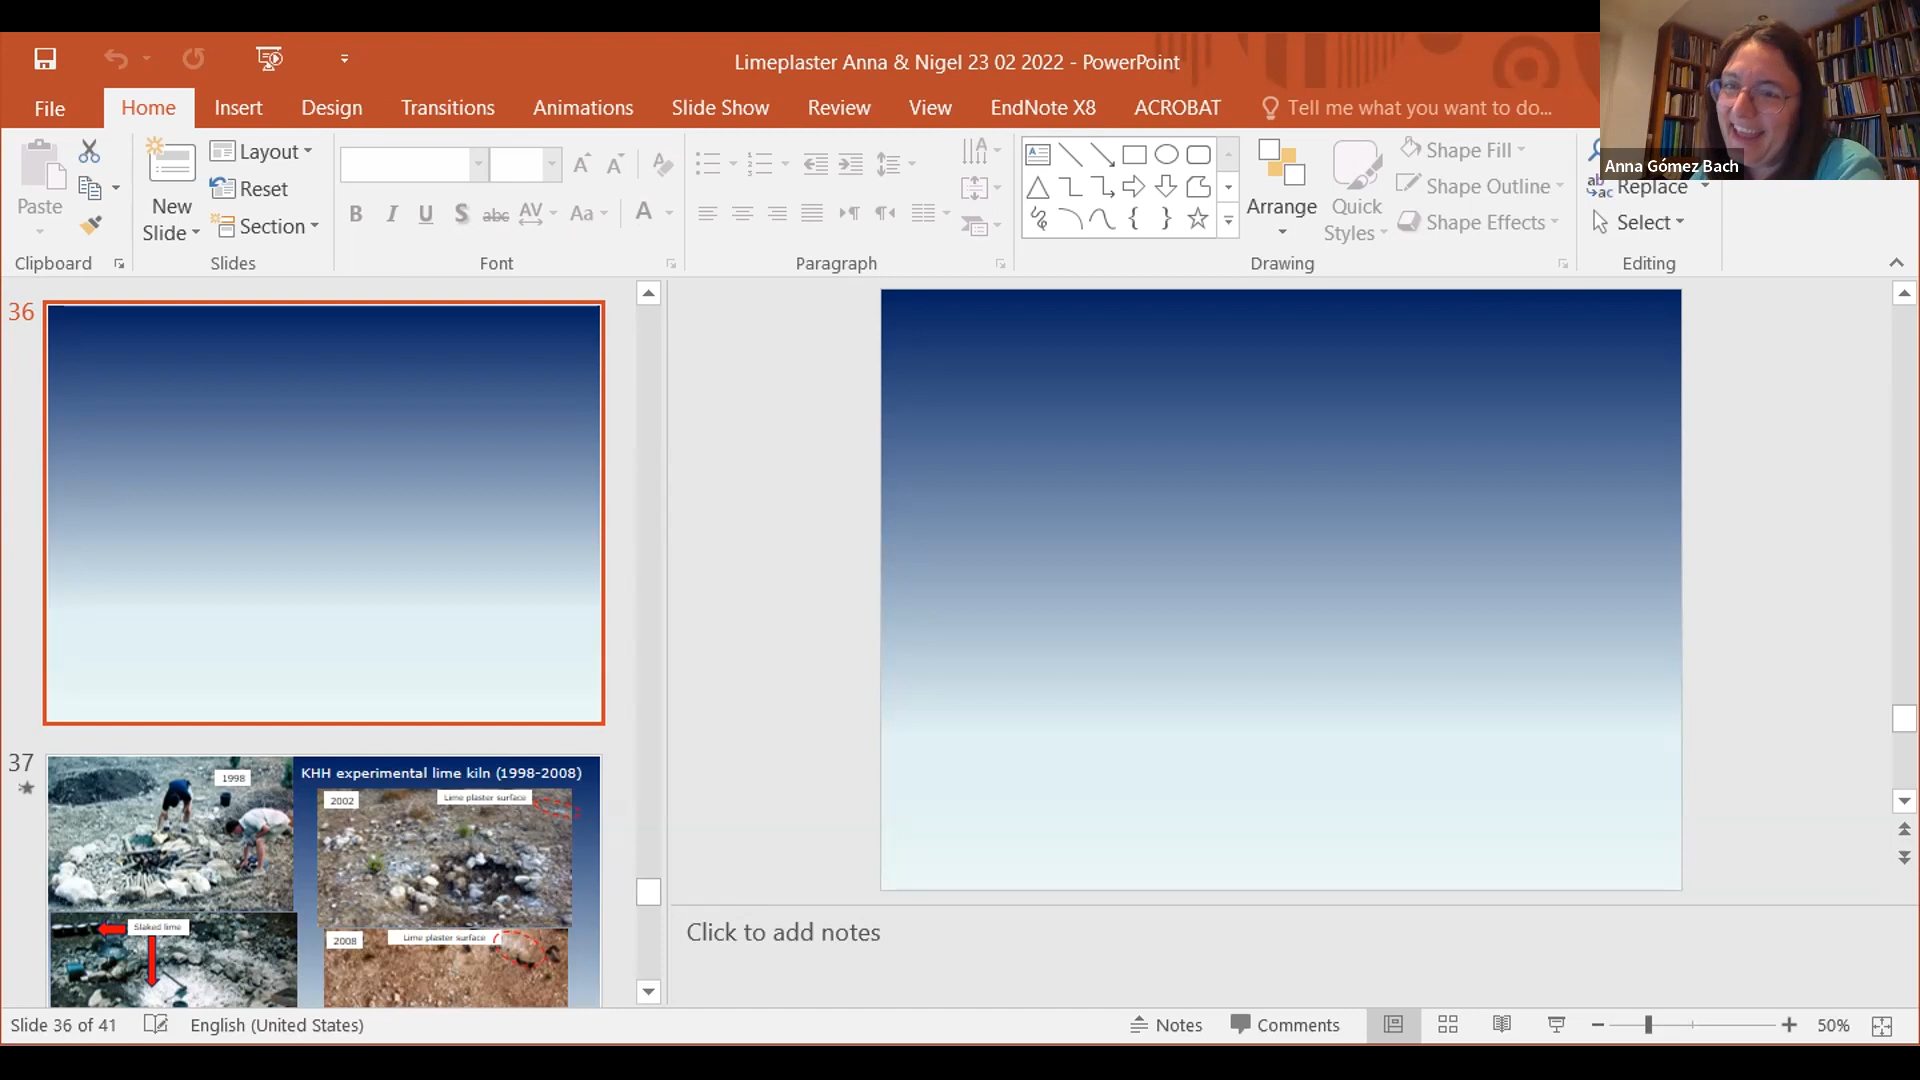 Limeplaster Anna & Nigel 23 02 2022 - PowerPoint
File Home Insert Design Transitions Animations Slide Show Review View EndNote X8 ACROBAT Tell me what you want to do...
Anna Gómez Bach
Paste
New
Slide
Layout
Reset
Section
B I U S abc AV Aa A
Arrange
Quick
Styles
Shape Fill
Shape Outline
Shape Effects
Replace
Select
Clipboard Slides Font Paragraph Drawing Editing
36
37
1998
KHH experimental lime kiln (1998-2008)
2002
Lime plaster surface
Slaked lime
2008
Lime plaster surface
Click to add notes
Slide 36 of 41 English (United States) Notes Comments 50%